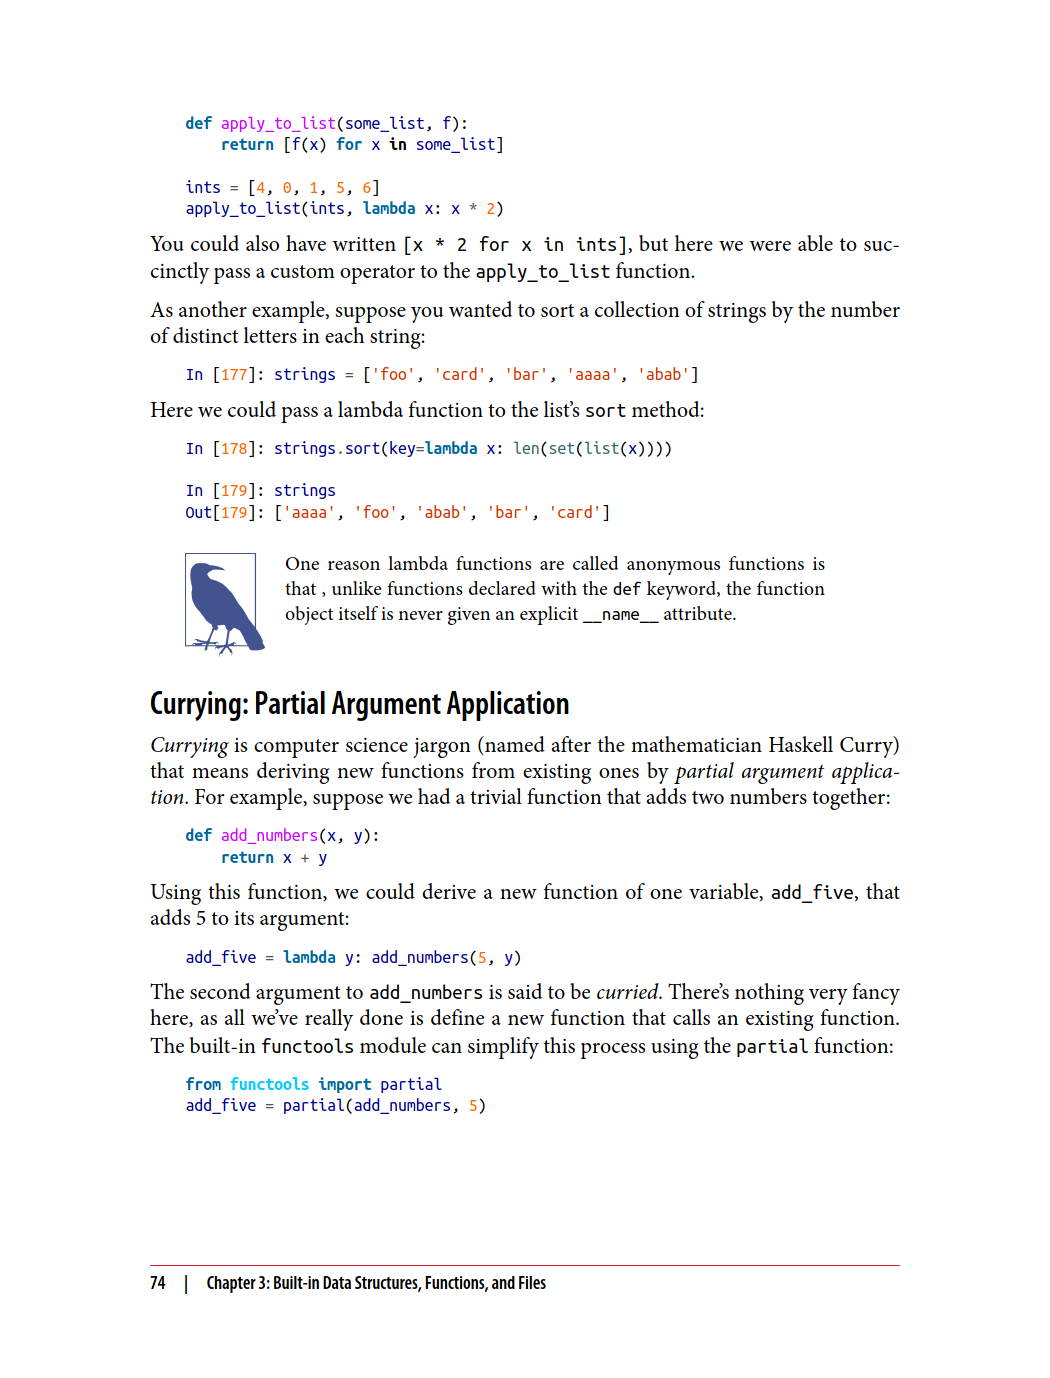 def apply_to_list(some_list, f):
    return [f(x) for x in some_list]
ints = [4, 0, 1, 5, 6]
apply_to_list(ints, lambda x: x * 2)
You could also have written [x * 2 for x in ints], but here we were able to suc-
cinctly pass a custom operator to the apply_to_list function.
As another example, suppose you wanted to sort a collection of strings by the number
of distinct letters in each string:
In [177]: strings = ['foo', 'card', 'bar', 'aaaa', 'abab']
Here we could pass a lambda function to the list’s sort method:
In [178]: strings.sort(key=lambda x: len(set(list(x))))
In [179]: strings
Out[179]: ['aaaa', 'foo', 'abab', 'bar', 'card']
One reason lambda functions are called anonymous functions is
that , unlike functions declared with the def keyword, the function
object itself is never given an explicit __name__ attribute.
Currying: Partial Argument Application
Currying is computer science jargon (named after the mathematician Haskell Curry)
that means deriving new functions from existing ones by partial argument applica-
tion. For example, suppose we had a trivial function that adds two numbers together:
def add_numbers(x, y):
    return x + y
Using this function, we could derive a new function of one variable, add_five, that
adds 5 to its argument:
add_five = lambda y: add_numbers(5, y)
The second argument to add_numbers is said to be curried. There’s nothing very fancy
here, as all we’ve really done is define a new function that calls an existing function.
The built-in functools module can simplify this process using the partial function:
from functools import partial
add_five = partial(add_numbers, 5)
74 | Chapter 3: Built-in Data Structures, Functions, and Files